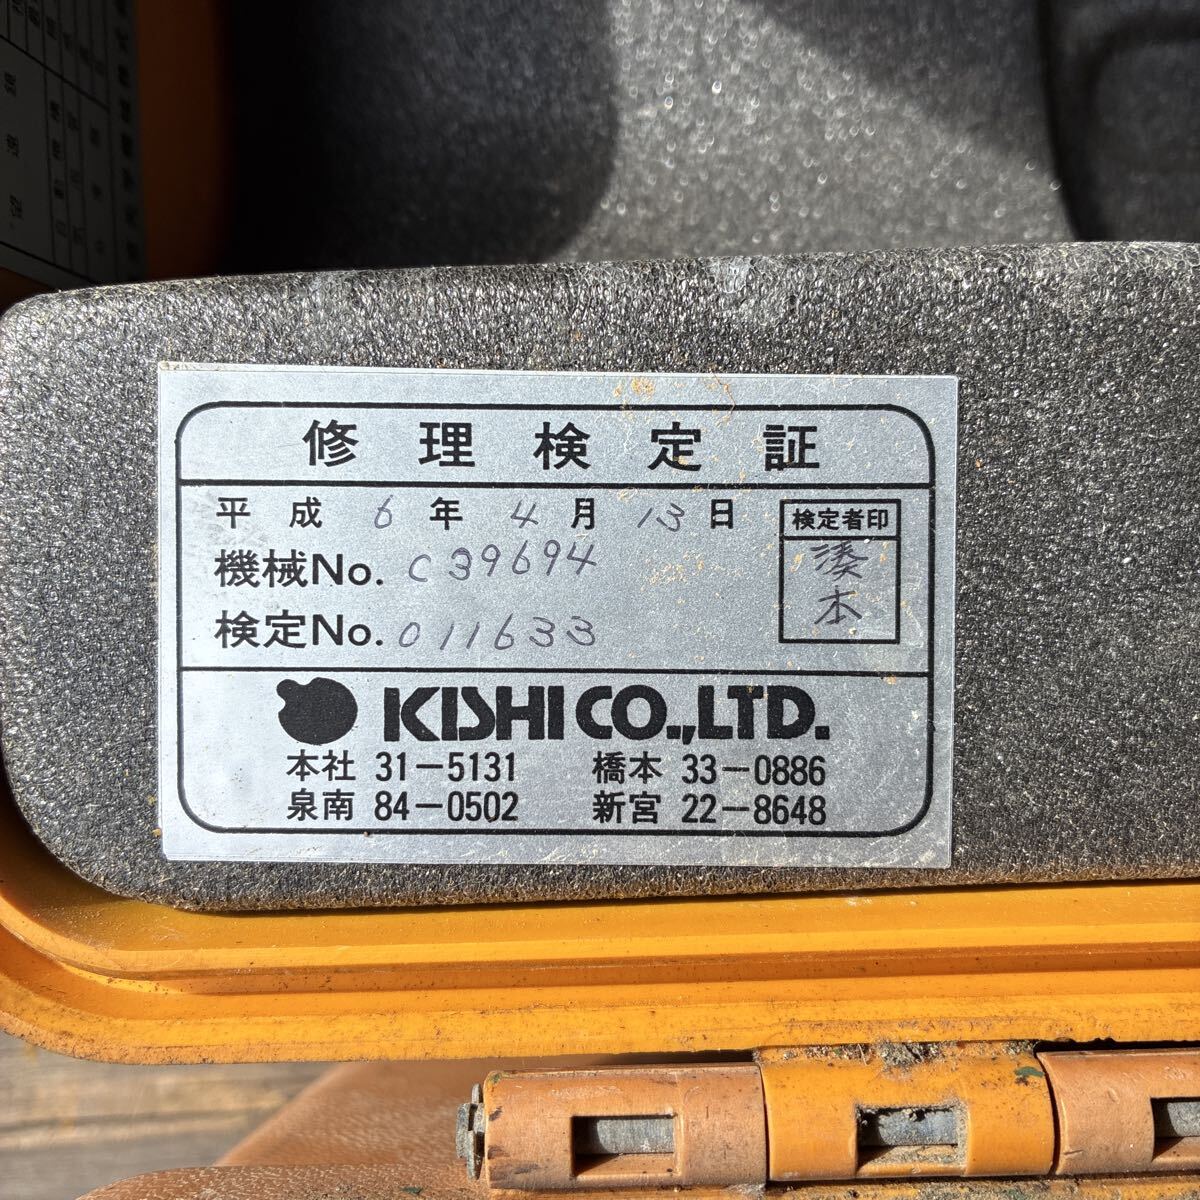 修理検定証
平成 6 年 4 月 13 日
検定者印
湊本
機械No. C39694
検定No. 011633
KISHI CO.,LTD.
本社 31-5131 橋本 33-0886
泉南 84-0502 新宮 22-8648